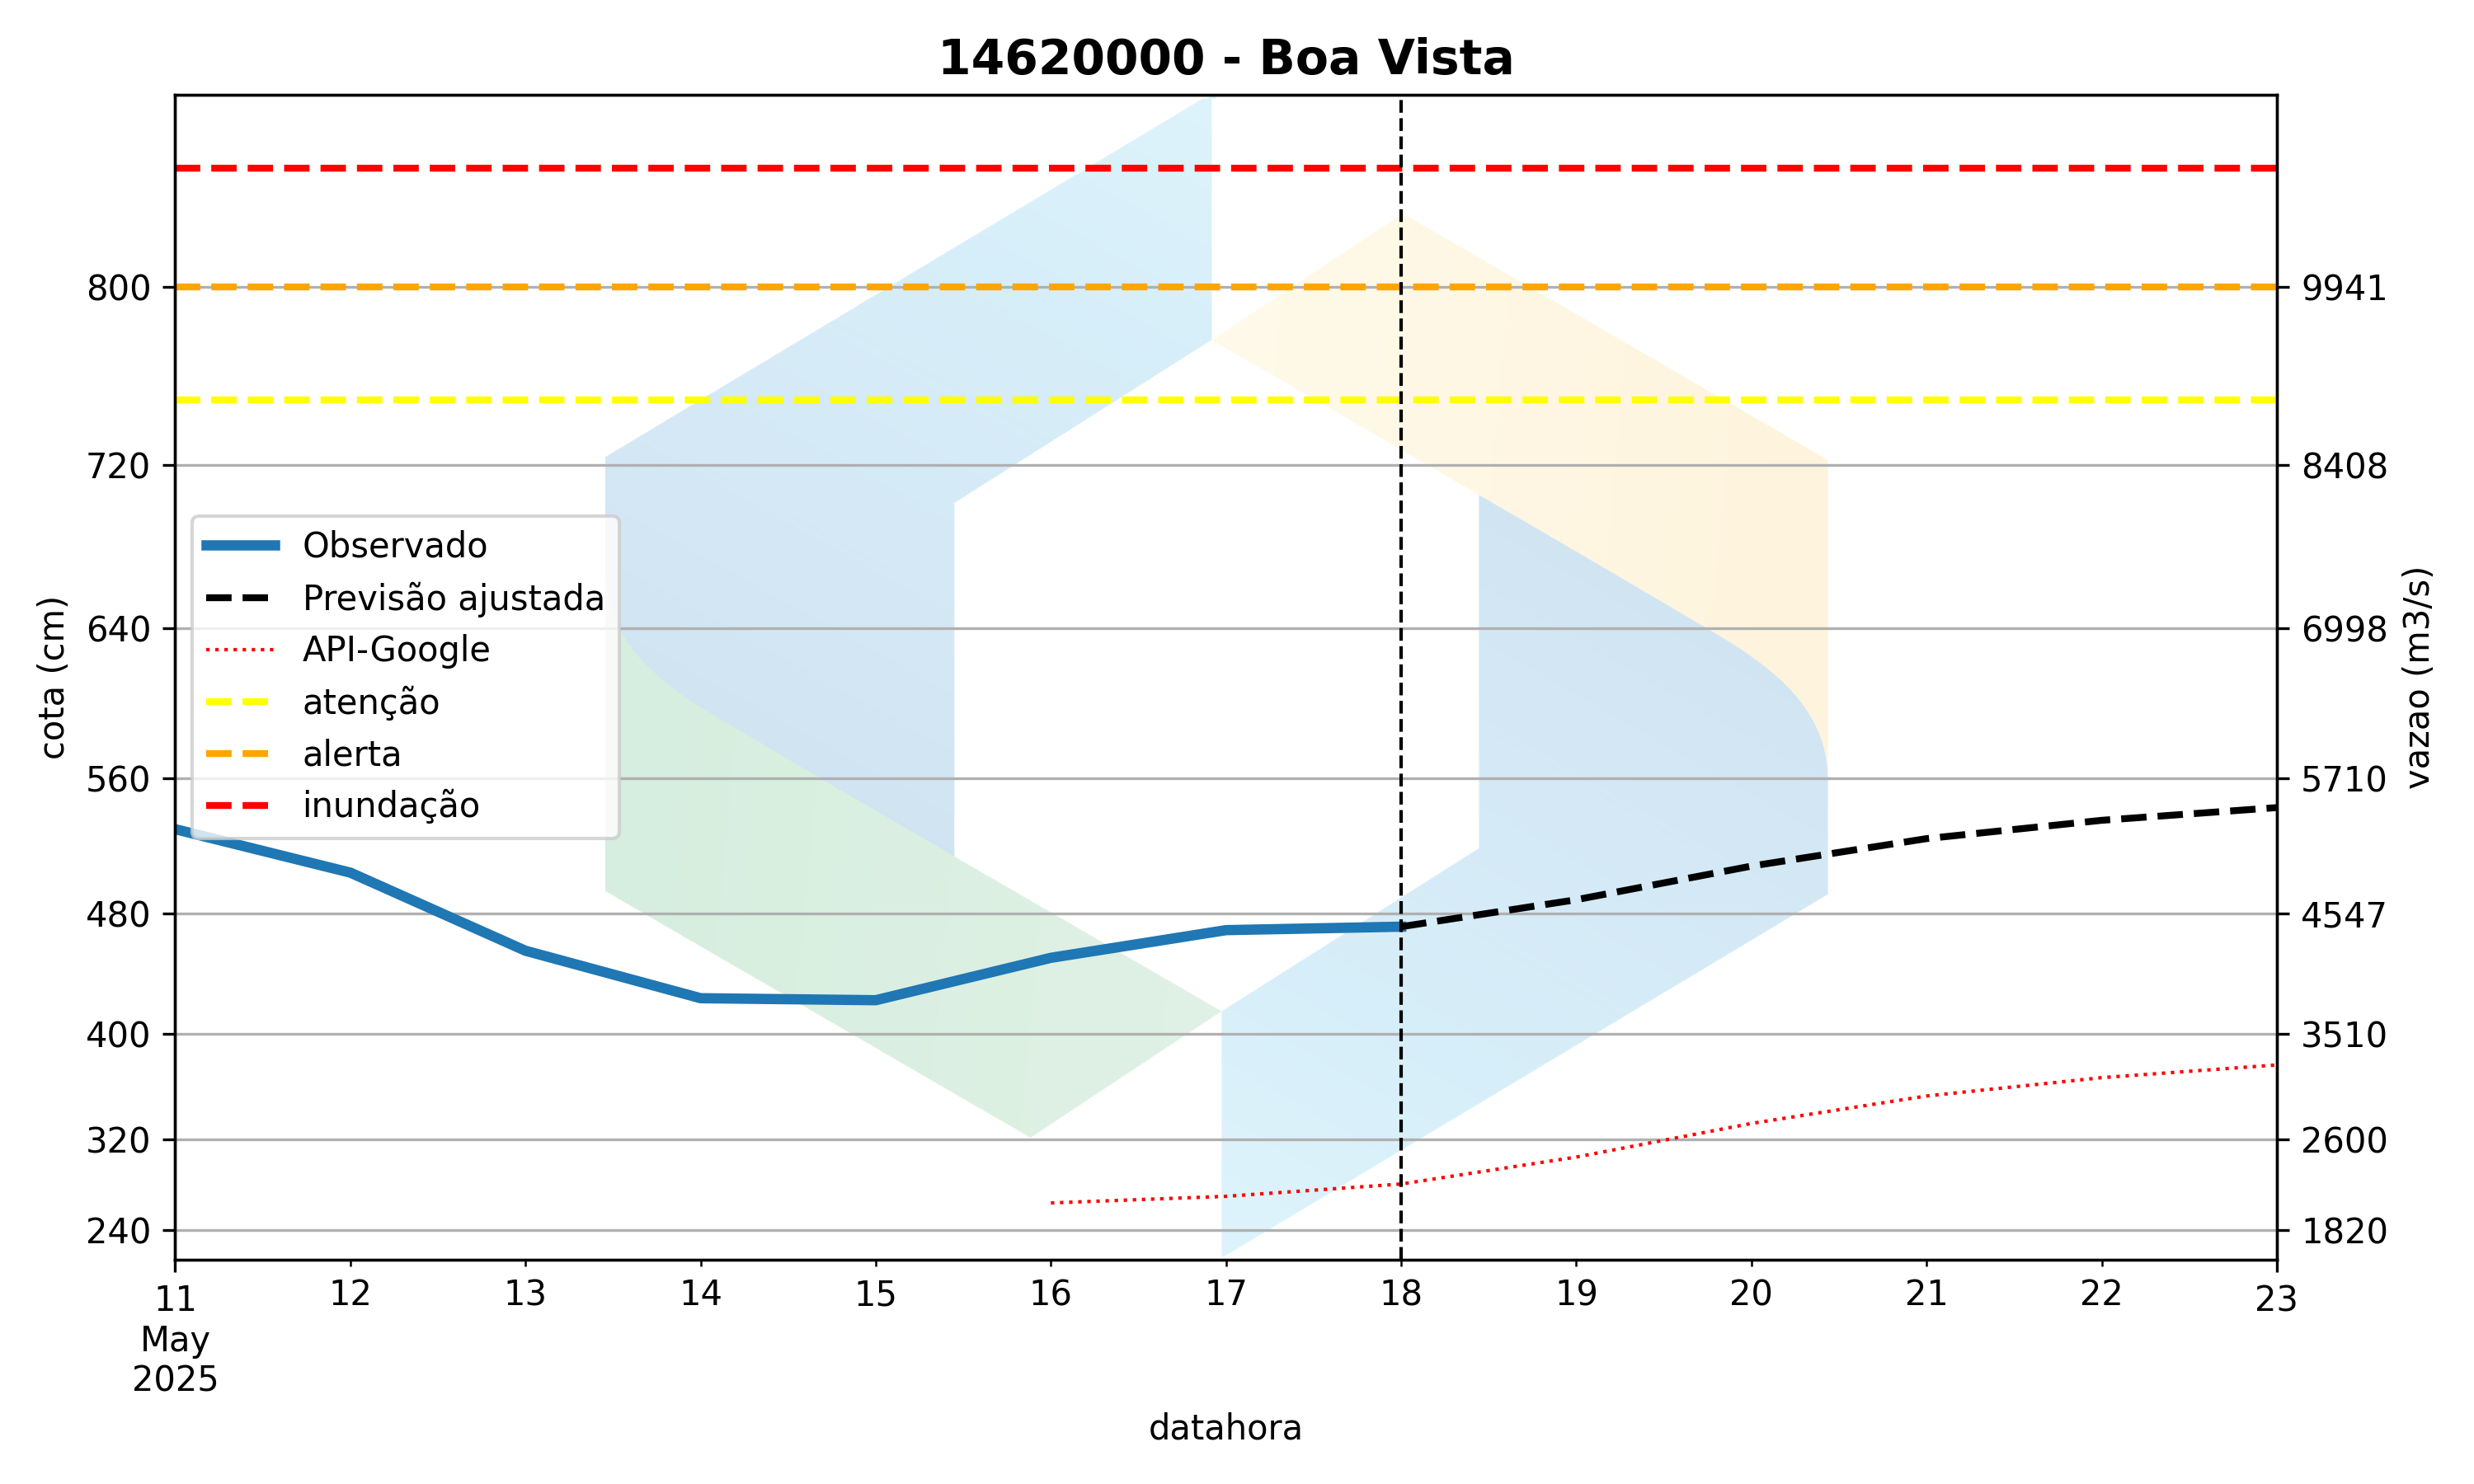 14620000 - Boa Vista
800
720
640
560
480
400
320
240
cota (cm)
Observado
Previsão ajustada
API-Google
atenção
alerta
inundação
9941
8408
6998
5710
4547
3510
2600
1820
vazao (m3/s)
11 12 13 14 15 16 17 18 19 20 21 22 23
May
2025
datahora